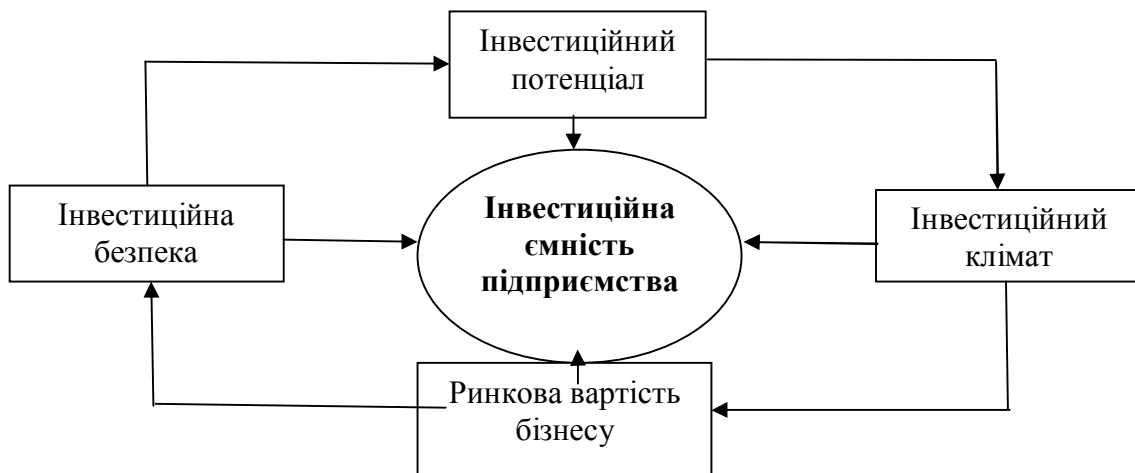 Інвестиційний
потенціал
Інвестиційна
безпека
Інвестиційна
ємність
підприємства
Інвестиційний
клімат
Ринкова вартість
бізнесу